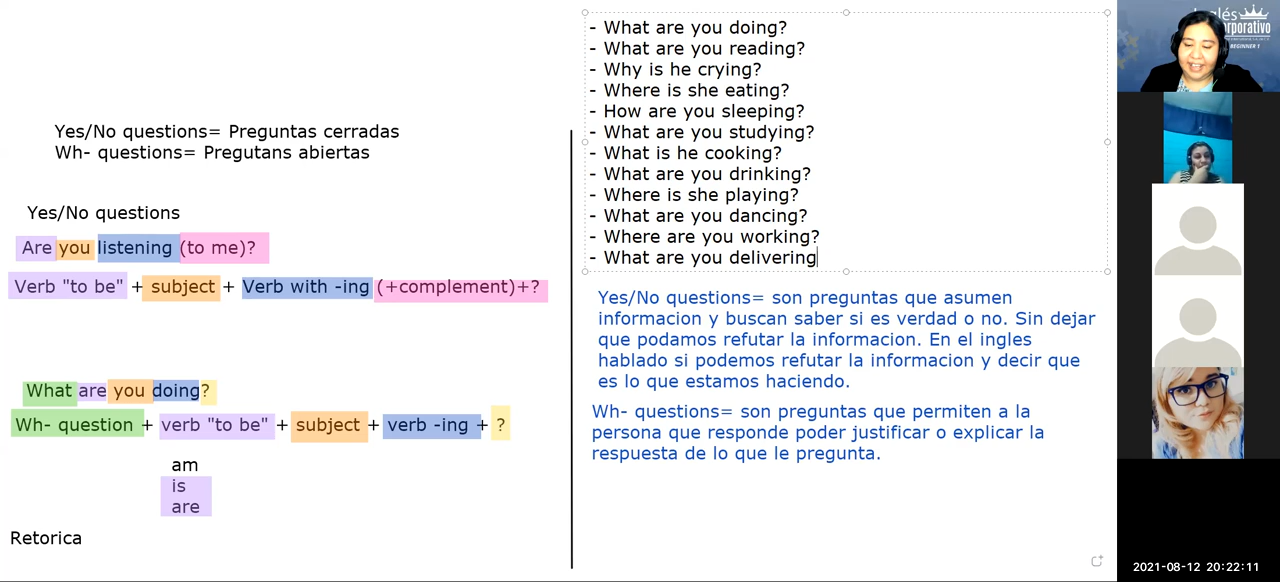 Yes/No questions= Preguntas cerradas
Wh- questions= Pregutans abiertas
Yes/No questions
Are you listening (to me)?
Verb "to be" + subject + Verb with -ing (+complement)+?
What are you doing?
Wh- question + verb "to be" + subject + verb -ing + ?
am
is
are
Retorica
- What are you doing?
- What are you reading?
- Why is he crying?
- Where is she eating?
- How are you sleeping?
- What are you studying?
- What is he cooking?
- What are you drinking?
- Where is she playing?
- What are you dancing?
- Where are you working?
- What are you delivering
Yes/No questions= son preguntas que asumen
informacion y buscan saber si es verdad o no. Sin dejar
que podamos refutar la informacion. En el ingles
hablado si podemos refutar la informacion y decir que
es lo que estamos haciendo.
Wh- questions= son preguntas que permiten a la
persona que responde poder justificar o explicar la
respuesta de lo que le pregunta.
BEGINNER 1
2021-08-12 20:22:11